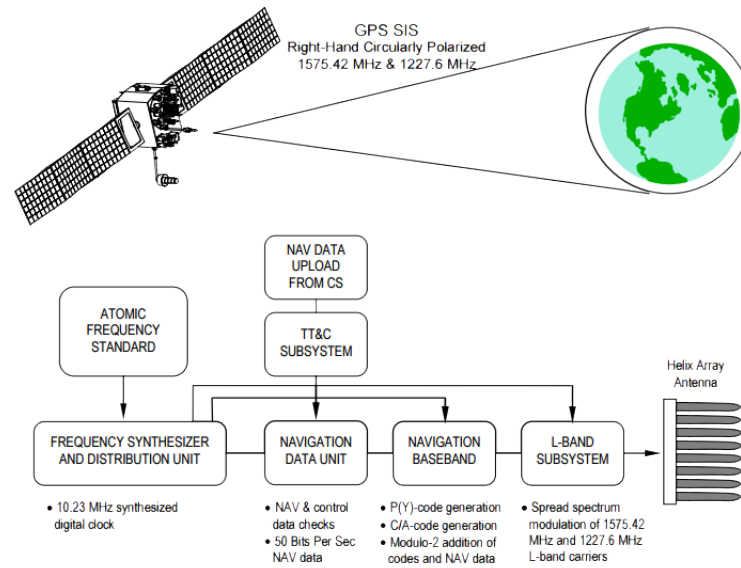 GPS SIS
Right-Hand Circularly Polarized
1575.42 MHz & 1227.6 MHz
NAV DATA
UPLOAD
FROM CS
ATOMIC
FREQUENCY
STANDARD
TT&C
SUBSYSTEM
Helix Array
Antenna
FREQUENCY SYNTHESIZER
AND DISTRIBUTION UNIT
NAVIGATION
DATA UNIT
NAVIGATION
BASEBAND
L-BAND
SUBSYSTEM
• 10.23 MHz synthesized
digital clock
• NAV & control
data checks
• 50 Bits Per Sec
NAV data
• P(Y)-code generation
• C/A-code generation
• Modulo-2 addition of
codes and NAV data
• Spread spectrum
modulation of 1575.42
MHz and 1227.6 MHz
L-band carriers